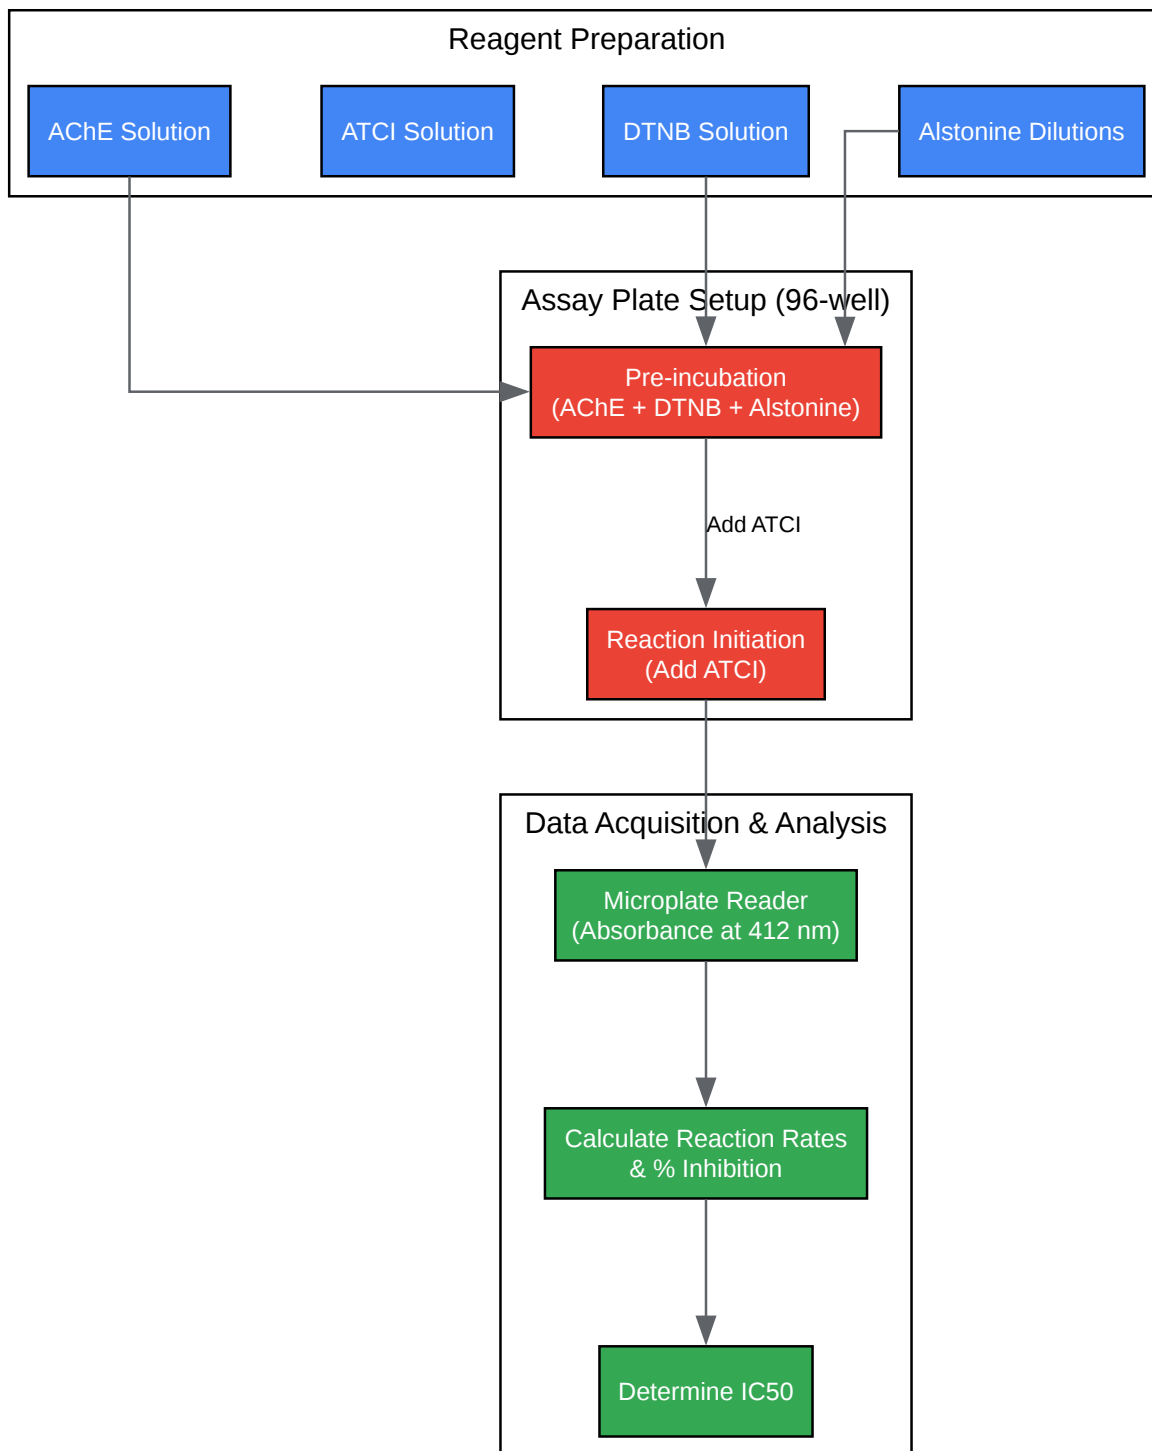 Reagent Preparation
AChE Solution
ATCI Solution
DTNB Solution
Alstonine Dilutions
Assay Plate Setup (96-well)
Pre-incubation
(AChE + DTNB + Alstonine)
Add ATCI
Reaction Initiation
(Add ATCI)
Data Acquisition & Analysis
Microplate Reader
(Absorbance at 412 nm)
Calculate Reaction Rates
& % Inhibition
Determine IC50